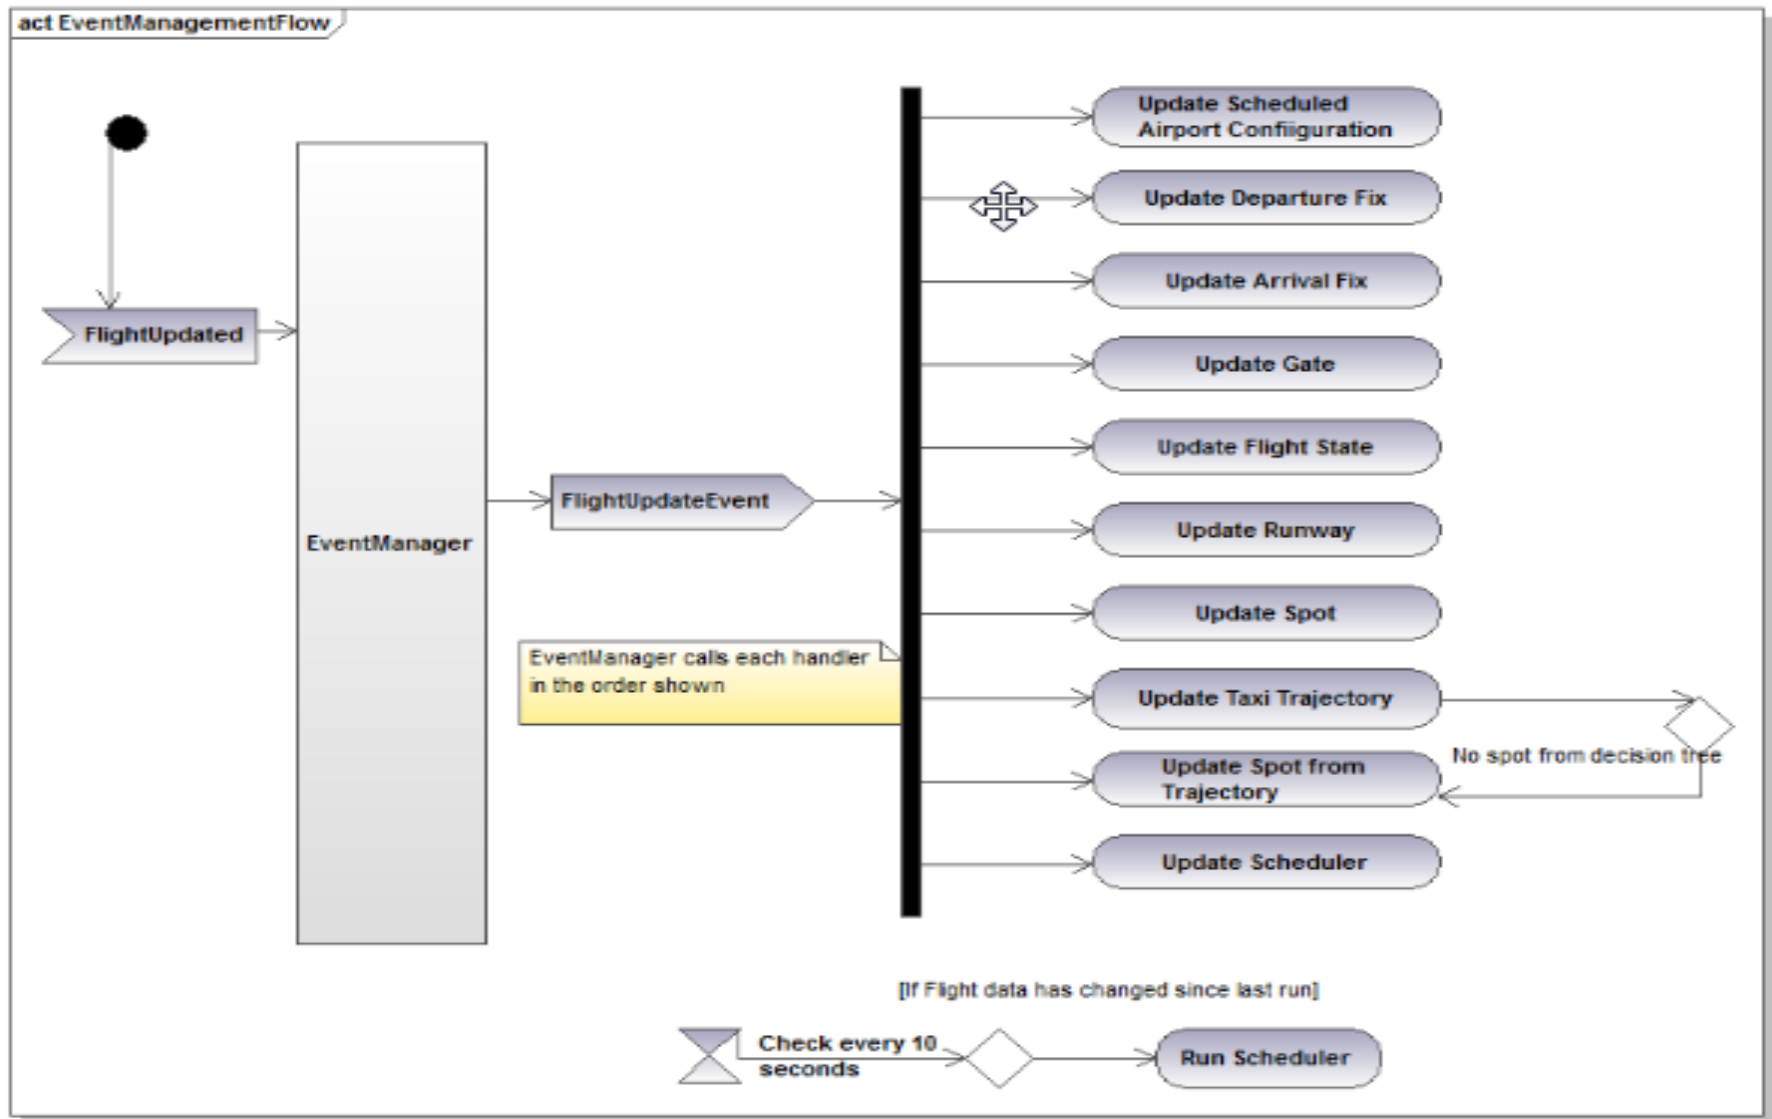 act EventManagementFlow
Update Scheduled
Airport Confiiguration
Update Departure Fix
Update Arrival Fix
FlightUpdated
Update Gate
Update Flight State
FlightUpdateEvent
Update Runway
EventManager
Update Spot
EventManager calls each handler
in the order shown
Update Taxi Trajectory
No spot from decision tree
Update Spot from
Trajectory
Update Scheduler
[If Flight data has changed since last run]
Check every 10
seconds
Run Scheduler